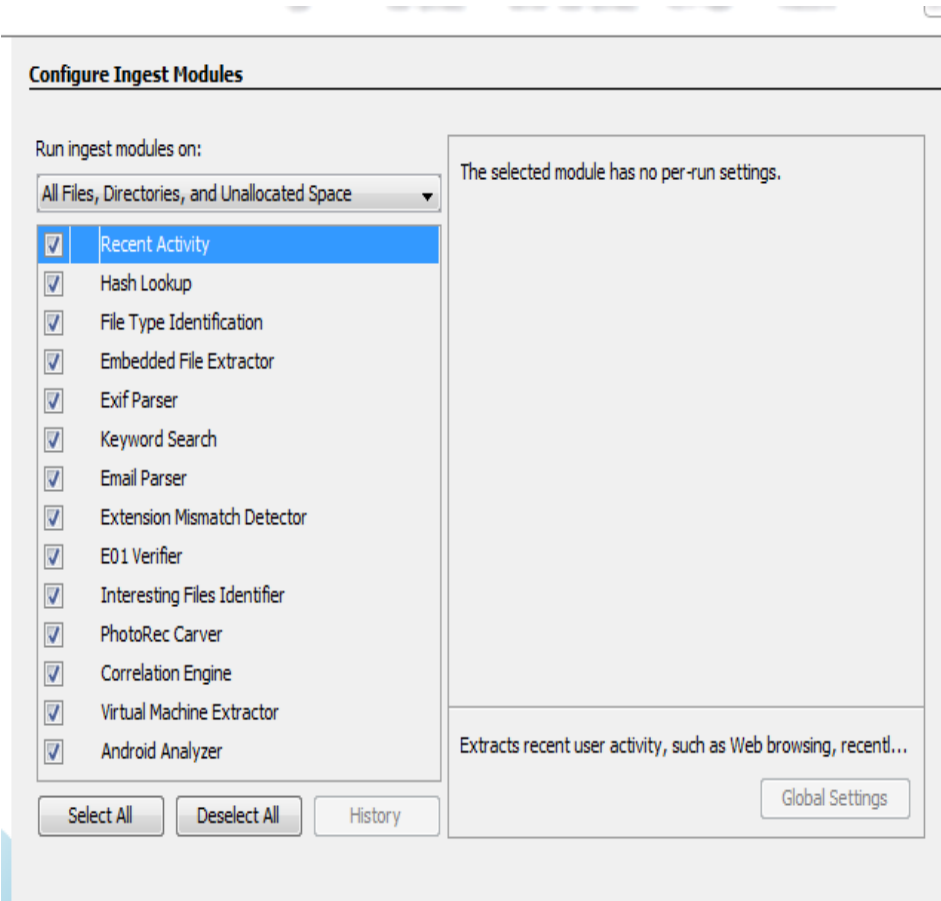 Configure Ingest Modules
Run ingest modules on:
All Files, Directories, and Unallocated Space
Recent Activity
Hash Lookup
File Type Identification
Embedded File Extractor
Exif Parser
Keyword Search
Email Parser
Extension Mismatch Detector
E01 Verifier
Interesting Files Identifier
PhotoRec Carver
Correlation Engine
Virtual Machine Extractor
Android Analyzer
Select All
Deselect All
History
The selected module has no per-run settings.
Extracts recent user activity, such as Web browsing, recentl...
Global Settings